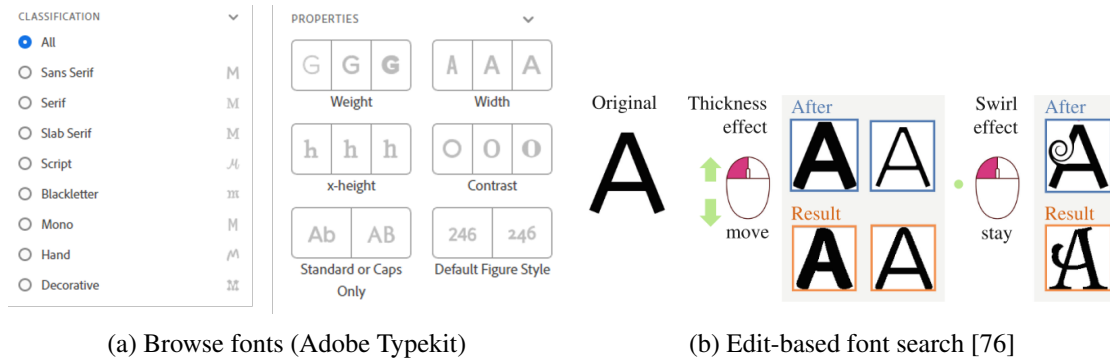 CLASSIFICATION
All
Sans Serif M
Serif M
Slab Serif M
Script M
Blackletter m
Mono M
Hand M
Decorative M
PROPERTIES
G G G
Weight
A A A
Width
h h h
x-height
O O O
Contrast
Ab AB
Standard or Caps
Only
246 246
Default Figure Style
(a) Browse fonts (Adobe Typekit)
Original
A
Thickness
effect
move
After
A A
Result
A A
Swirl
effect
stay
After
A
Result
A
(b) Edit-based font search [76]